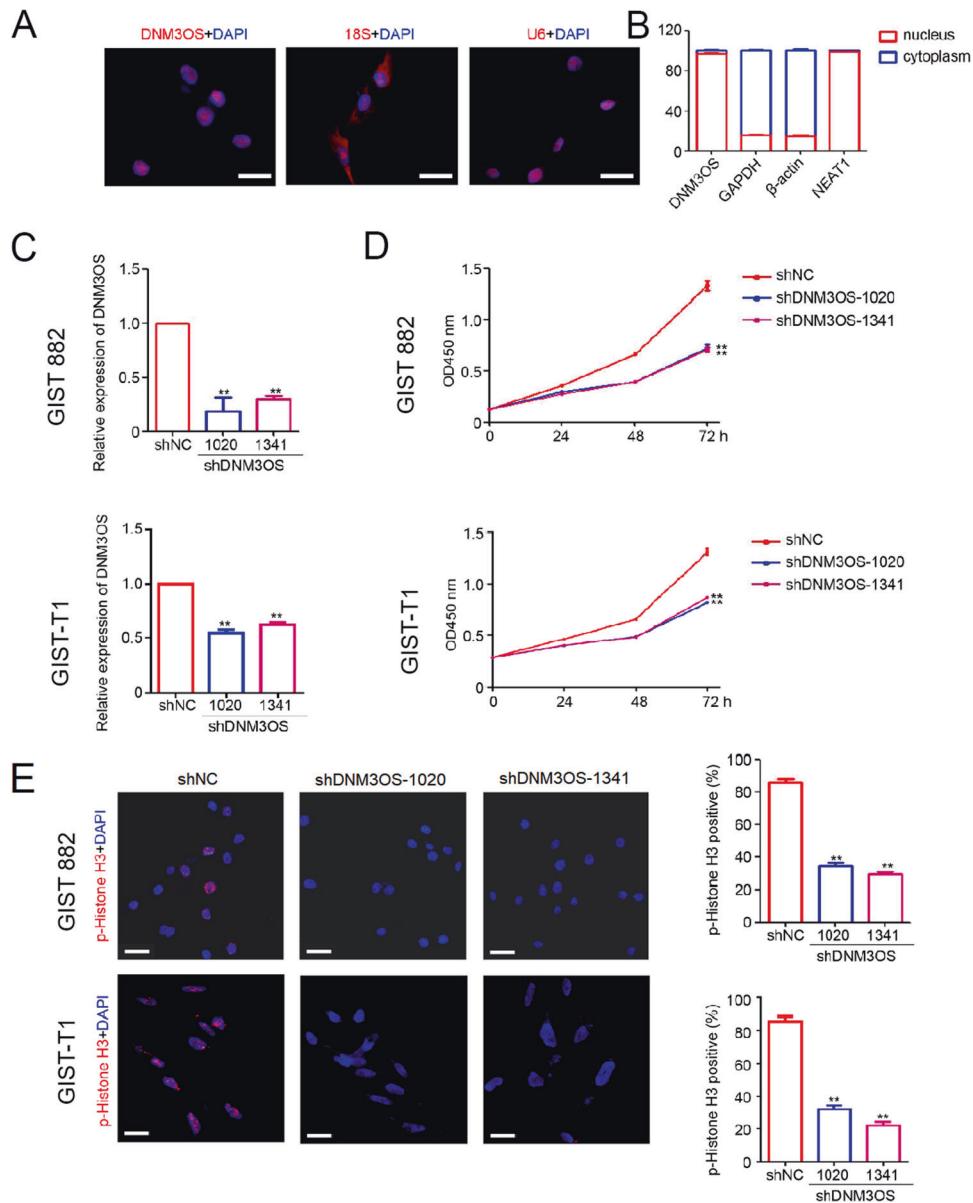 A
DNM3OS+DAPI
18S+DAPI
U6+DAPI
B
120
80
40
0
nucleus
cytoplasm
DNM3OS
GAPDH
β-actin
NEAT1
C
GIST 882
Relative expression of DNM3OS
1.5
1.0
0.5
0
** **
shNC 1020 1341
shDNM3OS
D
GIST 882
OD450 nm
1.5
1.0
0.5
0
0 24 48 72 h
**
**
shNC
shDNM3OS-1020
shDNM3OS-1341
GIST-T1
Relative expression of DNM3OS
1.5
1.0
0.5
0
** **
shNC 1020 1341
shDNM3OS
GIST-T1
OD450 nm
1.5
1.0
0.5
0
0 24 48 72 h
**
**
shNC
shDNM3OS-1020
shDNM3OS-1341
E
shNC shDNM3OS-1020 shDNM3OS-1341
GIST 882
p-Histone H3+DAPI
p-Histone H3 positive (%)
100
80
60
40
20
0
** **
shNC 1020 1341
shDNM3OS
GIST-T1
p-Histone H3+DAPI
p-Histone H3 positive (%)
100
80
60
40
20
0
** **
shNC 1020 1341
shDNM3OS